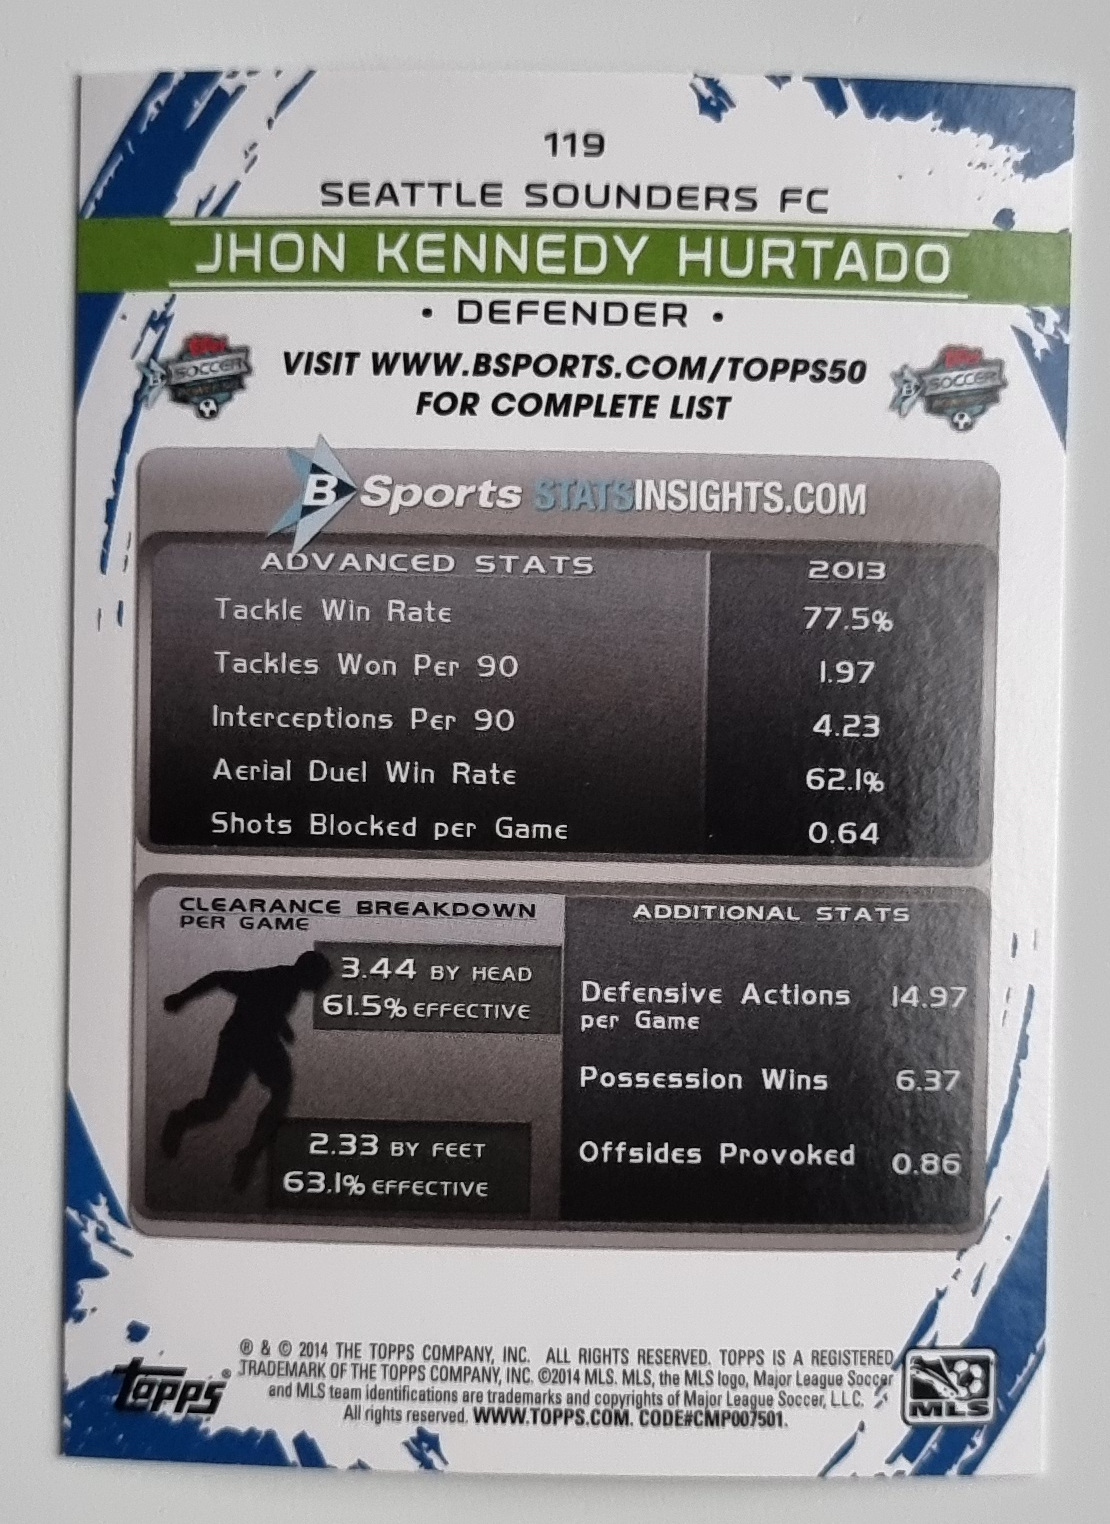 119
SEATTLE SOUNDERS FC
JHON KENNEDY HURTADO
• DEFENDER •
VISIT WWW.BSPORTS.COM/TOPPS50
FOR COMPLETE LIST
SOCCER
SOCCER
B Sports STATSINSIGHTS.COM
ADVANCED STATS 2013
Tackle Win Rate 77.5%
Tackles Won Per 90 1.97
Interceptions Per 90 4.23
Aerial Duel Win Rate 62.1%
Shots Blocked per Game 0.64
CLEARANCE BREAKDOWN
PER GAME
3.44 BY HEAD
61.5% EFFECTIVE
2.33 BY FEET
63.1% EFFECTIVE
ADDITIONAL STATS
Defensive Actions 14.97
per Game
Possession Wins 6.37
Offsides Provoked 0.86
® & © 2014 THE TOPPS COMPANY, INC. ALL RIGHTS RESERVED. TOPPS IS A REGISTERED
TRADEMARK OF THE TOPPS COMPANY, INC. ©2014 MLS. MLS, the MLS logo, Major League Soccer
and MLS team identifications are trademarks and copyrights of Major League Soccer, L.L.C.
All rights reserved. WWW.TOPPS.COM. CODE#CMP007501.
topps®
MLS